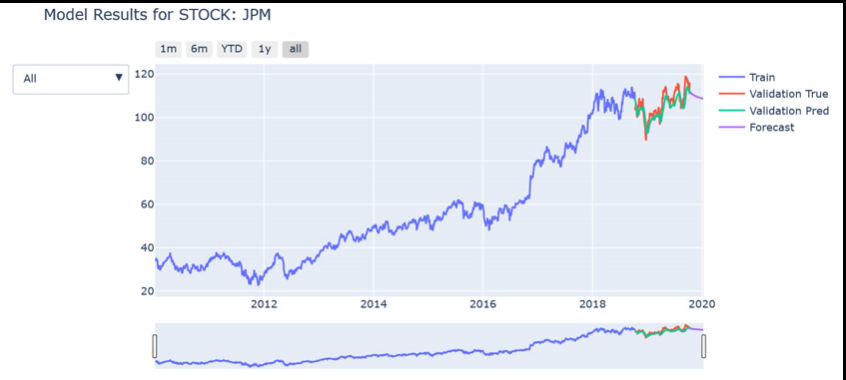 Model Results for STOCK: JPM
1m 6m YTD 1y all
All ▼
120
100
80
60
40
20
2012 2014 2016 2018 2020
Train
Validation True
Validation Pred
Forecast